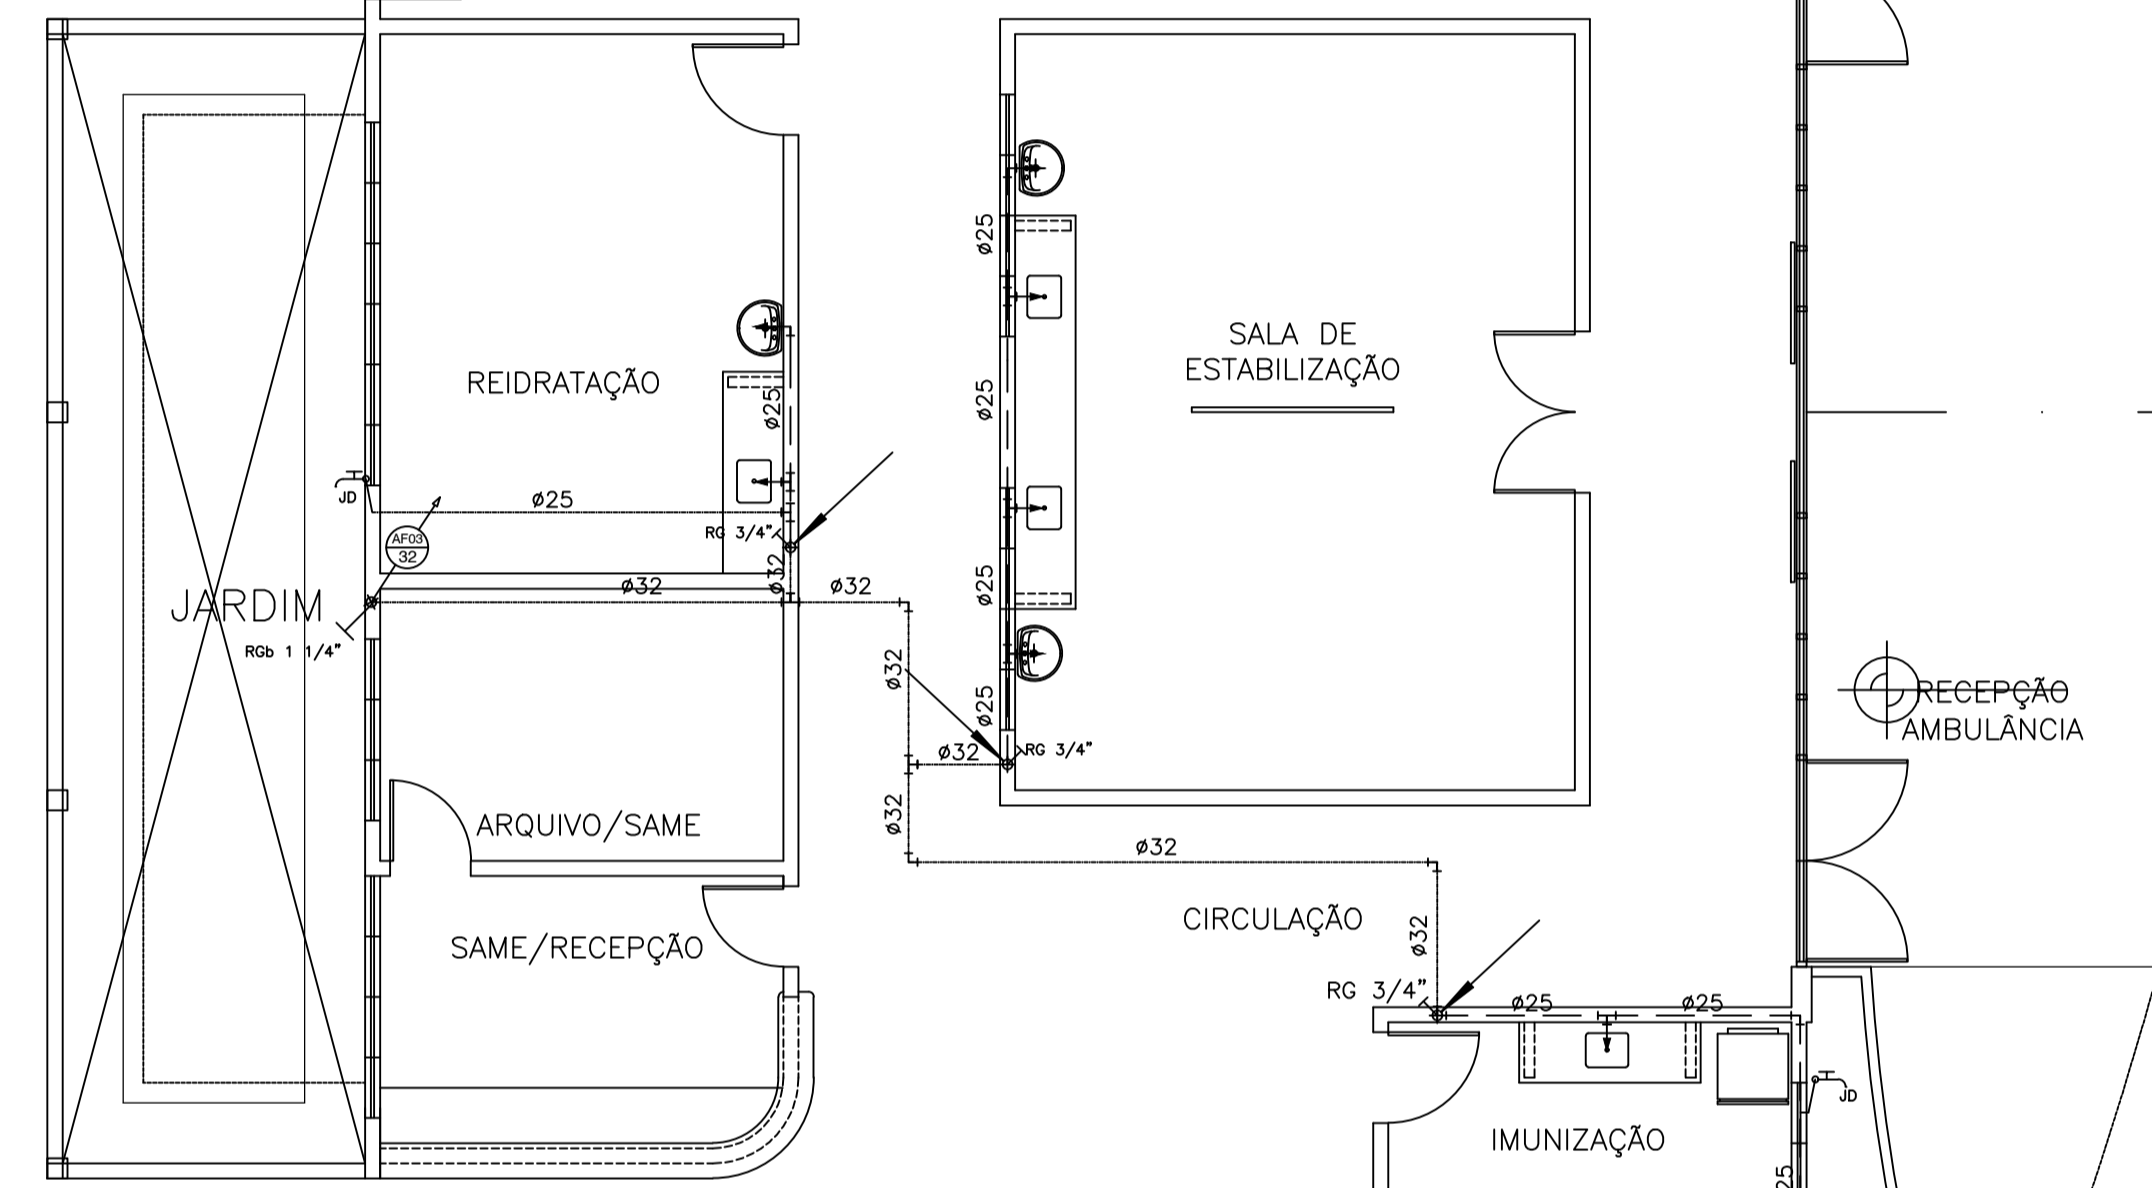 ø25
SALA DE
ESTABILIZAÇÃO
REIDRATAÇÃO
ø25
ø25
JD
ø25
RG 3/4"
AF03
32
ø32
ø32
ø32
ø25
JARDIM
RGb 1 1/4"
ø32
ø25
RECEPÇÃO
AMBULÂNCIA
ø32
RG 3/4"
ø32
ARQUIVO/SAME
ø32
CIRCULAÇÃO
ø32
SAME/RECEPÇÃO
RG 3/4"
ø25
ø25
JD
IMUNIZAÇÃO
25